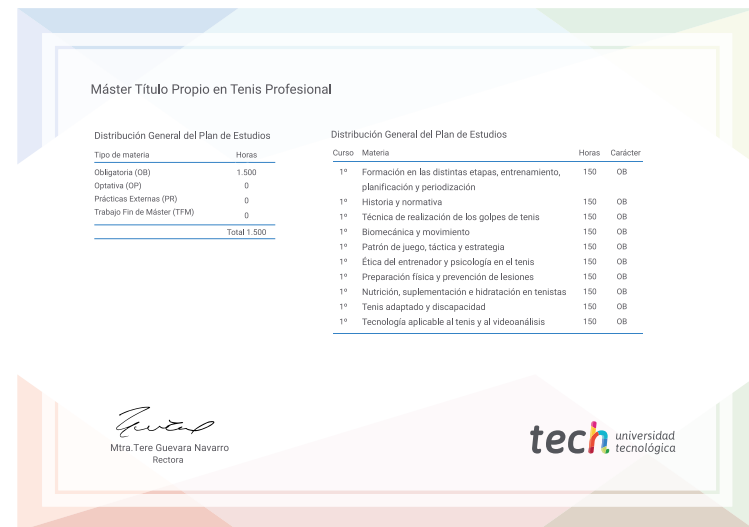 Máster Título Propio en Tenis Profesional
Distribución General del Plan de Estudios
Tipo de materia Horas
Obligatoria (OB) 1.500
Optativa (OP) 0
Prácticas Externas (PR) 0
Trabajo Fin de Máster (TFM) 0
Total 1.500
Distribución General del Plan de Estudios
Curso Materia Horas Carácter
1º Formación en las distintas etapas, entrenamiento, 150 OB
planificación y periodización
1º Historia y normativa 150 OB
1º Técnica de realización de los golpes de tenis 150 OB
1º Biomecánica y movimiento 150 OB
1º Patrón de juego, táctica y estrategia 150 OB
1º Ética del entrenador y psicología en el tenis 150 OB
1º Preparación física y prevención de lesiones 150 OB
1º Nutrición, suplementación e hidratación en tenistas 150 OB
1º Tenis adaptado y discapacidad 150 OB
1º Tecnología aplicable al tenis y al videoanálisis 150 OB
Mtra.Tere Guevara Navarro
Rectora
tech universidad
tecnológica